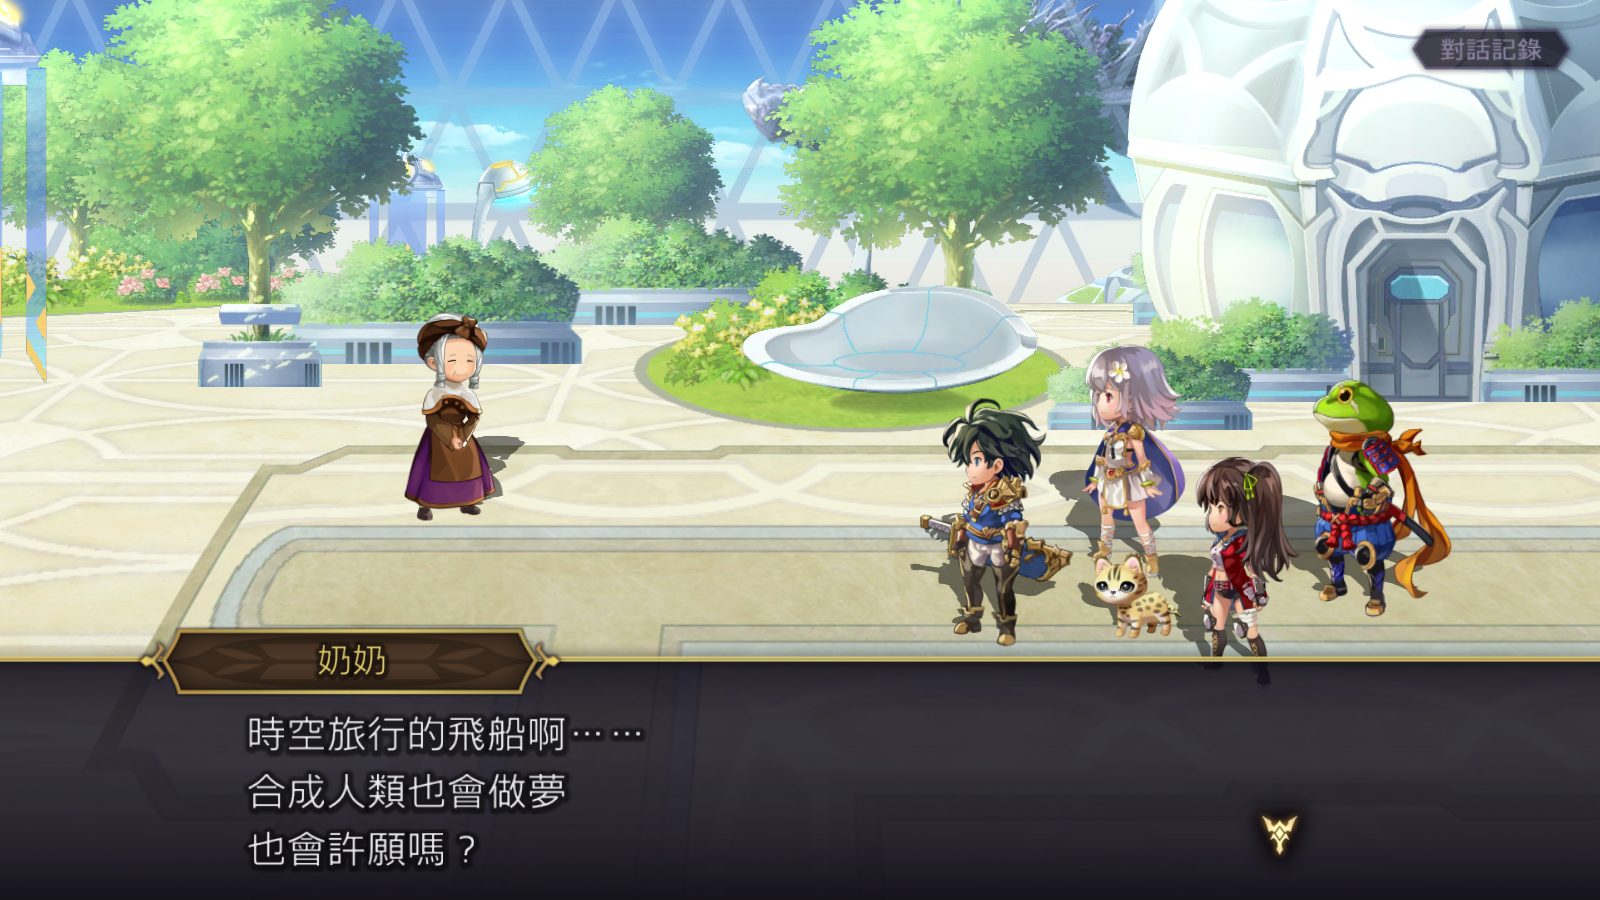 對話記錄
奶奶
時空旅行的飛船啊⋯⋯
合成人類也會做夢
也會許願嗎？